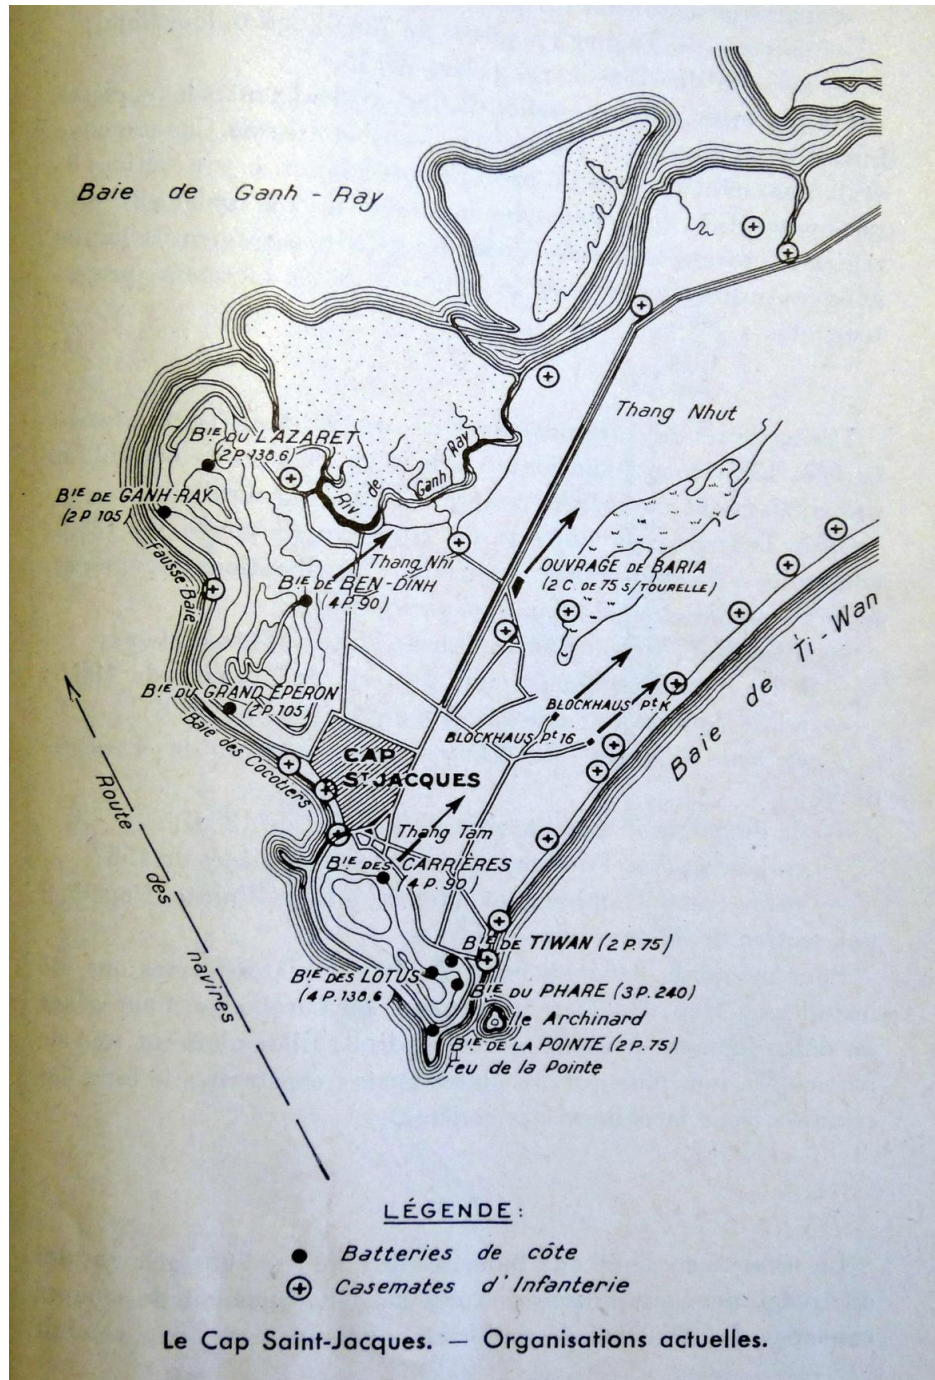 Baie de Ganh-Ray
Thang Nhut
BIE DU LAZARET
(2 P. 138.6)
Riv. de Ganh Ray
BIE DE GANH-RAY
(2 P 105)
Fausse-Baie
Thang Nhi
BIE DE BEN-DINH
(4 P. 90)
OUVRAGE DE BARIA
(2 C. DE 75 S/TOURELLE)
Baie de Ti-Wan
BIE DU GRAND ÉPERON
(2 P. 105)
BLOCKHAUS Pt K
BLOCKHAUS Pt 16
Baie des Cocotiers
CAP
ST JACQUES
Route des navires
Thang Tam
BIE DES CARRIÈRES
(4 P. 90)
BIE DE TIWAN (2 P. 75)
BIE DES LOTUS
(4 P. 138,6)
BIE DU PHARE (3 P. 240)
Ile Archinard
BIE DE LA POINTE (2 P. 75)
Feu de la Pointe
LÉGENDE:
Batteries de côte
Casemates d'Infanterie
Le Cap Saint-Jacques. — Organisations actuelles.